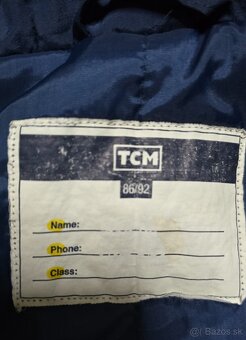 TCM
86/92
Name:
Phone:
Class:
| Bazos.sk